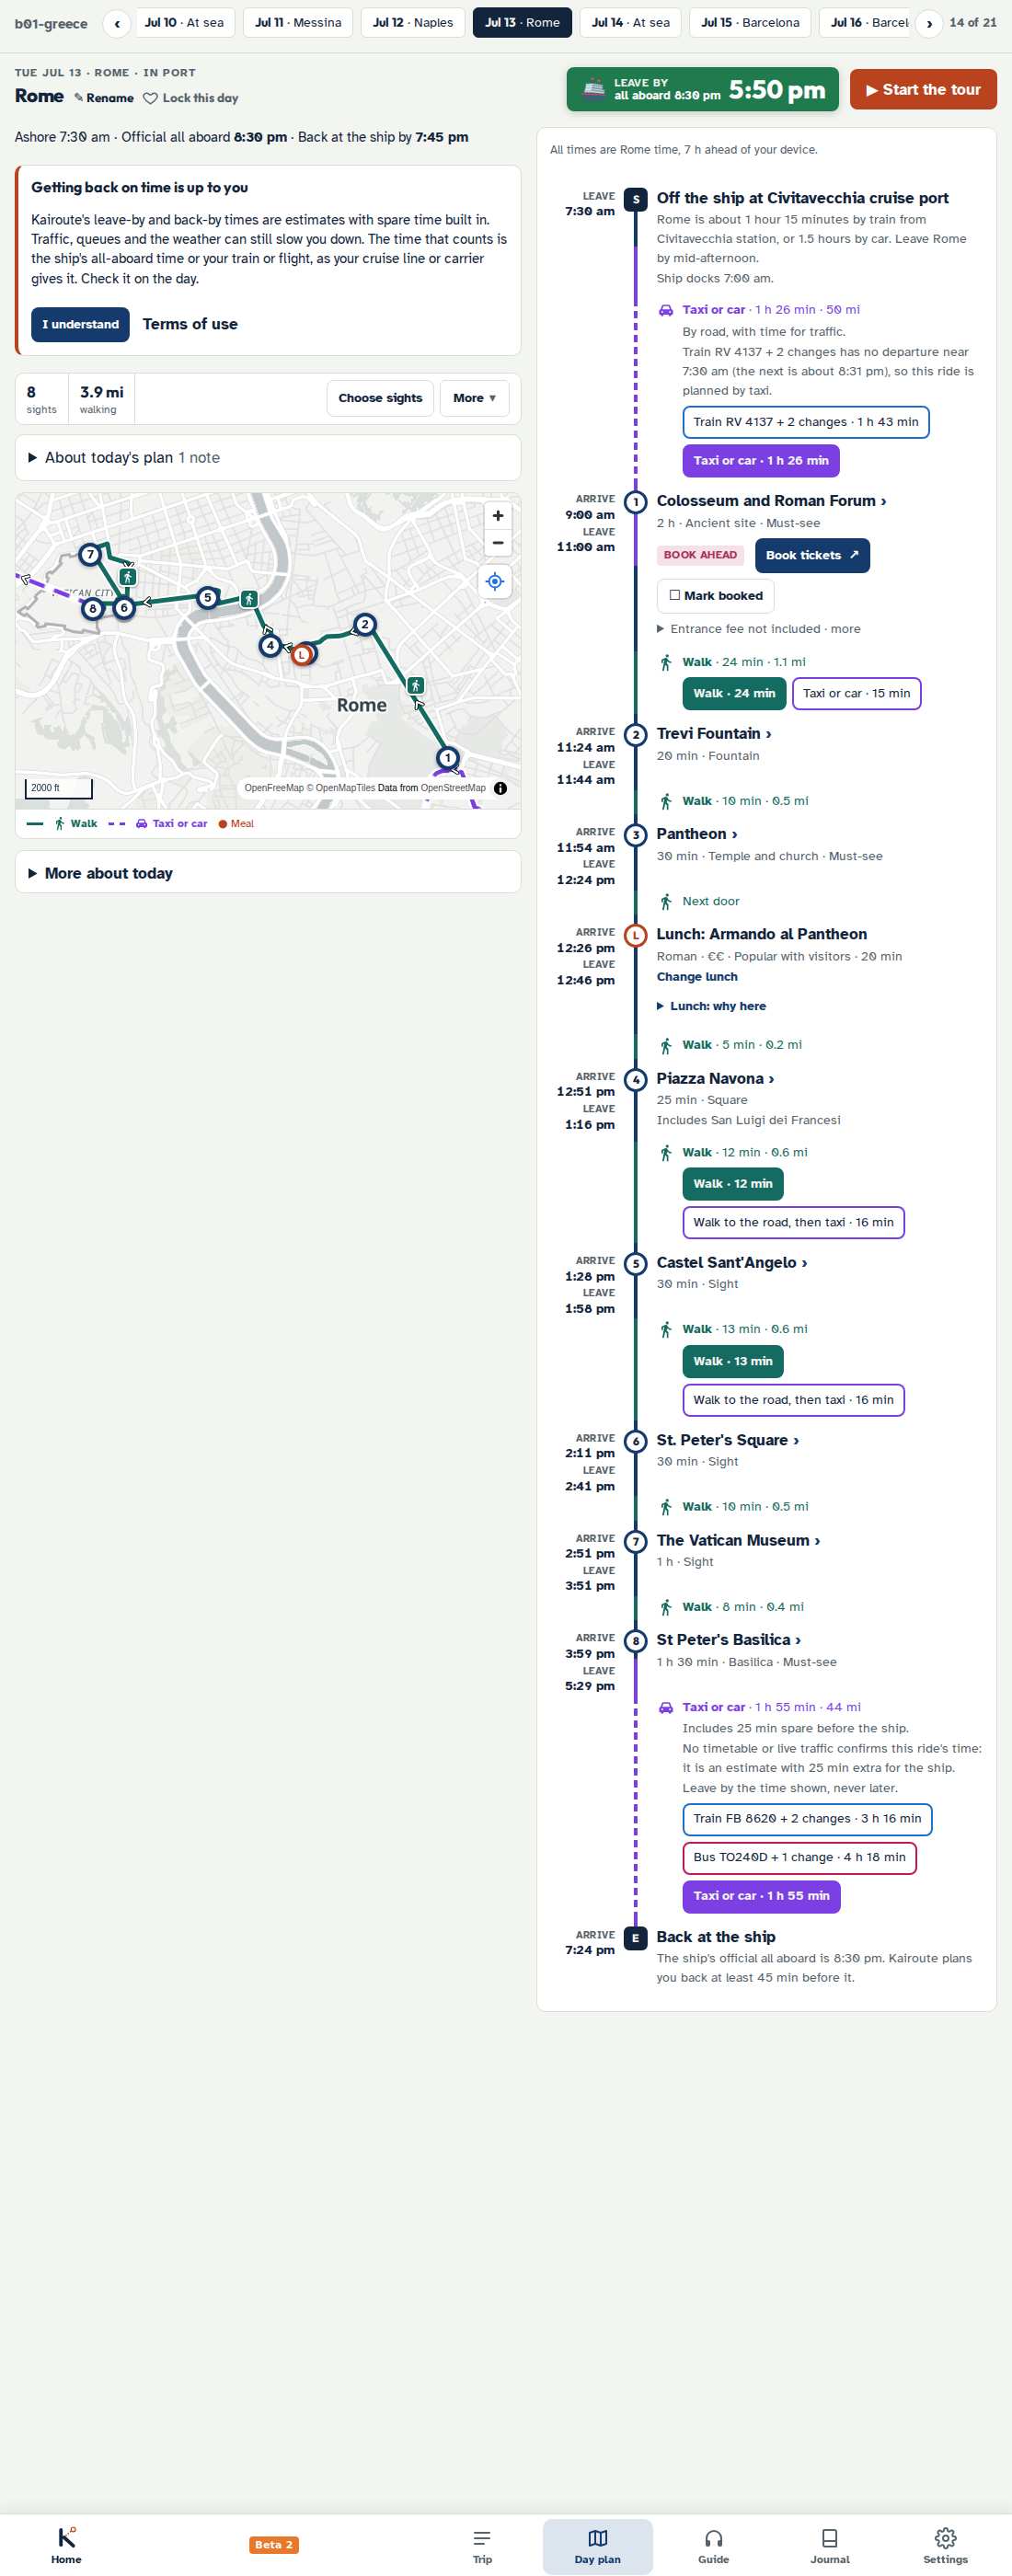 b01-greece
‹
Jul 10 · At sea
Jul 11 · Messina
Jul 12 · Naples
Jul 13 · Rome
Jul 14 · At sea
Jul 15 · Barcelona
Jul 16 · Barcel
›
14 of 21
TUE JUL 13 · ROME · IN PORT
Rome ✎ Rename Lock this day
LEAVE BY
all aboard 8:30 pm
5:50 pm
▶ Start the tour
Ashore 7:30 am · Official all aboard 8:30 pm · Back at the ship by 7:45 pm
Getting back on time is up to you
Kairoute's leave-by and back-by times are estimates with spare time built in.
Traffic, queues and the weather can still slow you down. The time that counts is
the ship's all-aboard time or your train or flight, as your cruise line or carrier
gives it. Check it on the day.
I understand
Terms of use
8
sights
3.9 mi
walking
Choose sights
More ▼
▶ About today's plan 1 note
7
8
6
5
4
L
2
1
ICAN CITY
Rome
+
−
2000 ft
OpenFreeMap © OpenMapTiles Data from OpenStreetMap
Walk
Taxi or car
Meal
▶ More about today
All times are Rome time, 7 h ahead of your device.
LEAVE
7:30 am
S
Off the ship at Civitavecchia cruise port
Rome is about 1 hour 15 minutes by train from
Civitavecchia station, or 1.5 hours by car. Leave Rome
by mid-afternoon.
Ship docks 7:00 am.
Taxi or car · 1 h 26 min · 50 mi
By road, with time for traffic.
Train RV 4137 + 2 changes has no departure near
7:30 am (the next is about 8:31 pm), so this ride is
planned by taxi.
Train RV 4137 + 2 changes · 1 h 43 min
Taxi or car · 1 h 26 min
ARRIVE
9:00 am
LEAVE
11:00 am
1
Colosseum and Roman Forum ›
2 h · Ancient site · Must-see
BOOK AHEAD
Book tickets ↗
☐ Mark booked
▶ Entrance fee not included · more
Walk · 24 min · 1.1 mi
Walk · 24 min
Taxi or car · 15 min
ARRIVE
11:24 am
LEAVE
11:44 am
2
Trevi Fountain ›
20 min · Fountain
Walk · 10 min · 0.5 mi
ARRIVE
11:54 am
LEAVE
12:24 pm
3
Pantheon ›
30 min · Temple and church · Must-see
Next door
ARRIVE
12:26 pm
LEAVE
12:46 pm
L
Lunch: Armando al Pantheon
Roman · €€ · Popular with visitors · 20 min
Change lunch
▶ Lunch: why here
Walk · 5 min · 0.2 mi
ARRIVE
12:51 pm
LEAVE
1:16 pm
4
Piazza Navona ›
25 min · Square
Includes San Luigi dei Francesi
Walk · 12 min · 0.6 mi
Walk · 12 min
Walk to the road, then taxi · 16 min
ARRIVE
1:28 pm
LEAVE
1:58 pm
5
Castel Sant'Angelo ›
30 min · Sight
Walk · 13 min · 0.6 mi
Walk · 13 min
Walk to the road, then taxi · 16 min
ARRIVE
2:11 pm
LEAVE
2:41 pm
6
St. Peter's Square ›
30 min · Sight
Walk · 10 min · 0.5 mi
ARRIVE
2:51 pm
LEAVE
3:51 pm
7
The Vatican Museum ›
1 h · Sight
Walk · 8 min · 0.4 mi
ARRIVE
3:59 pm
LEAVE
5:29 pm
8
St Peter's Basilica ›
1 h 30 min · Basilica · Must-see
Taxi or car · 1 h 55 min · 44 mi
Includes 25 min spare before the ship.
No timetable or live traffic confirms this ride's time:
it is an estimate with 25 min extra for the ship.
Leave by the time shown, never later.
Train FB 8620 + 2 changes · 3 h 16 min
Bus TO240D + 1 change · 4 h 18 min
Taxi or car · 1 h 55 min
ARRIVE
7:24 pm
E
Back at the ship
The ship's official all aboard is 8:30 pm. Kairoute plans
you back at least 45 min before it.
Home
Beta 2
Trip
Day plan
Guide
Journal
Settings